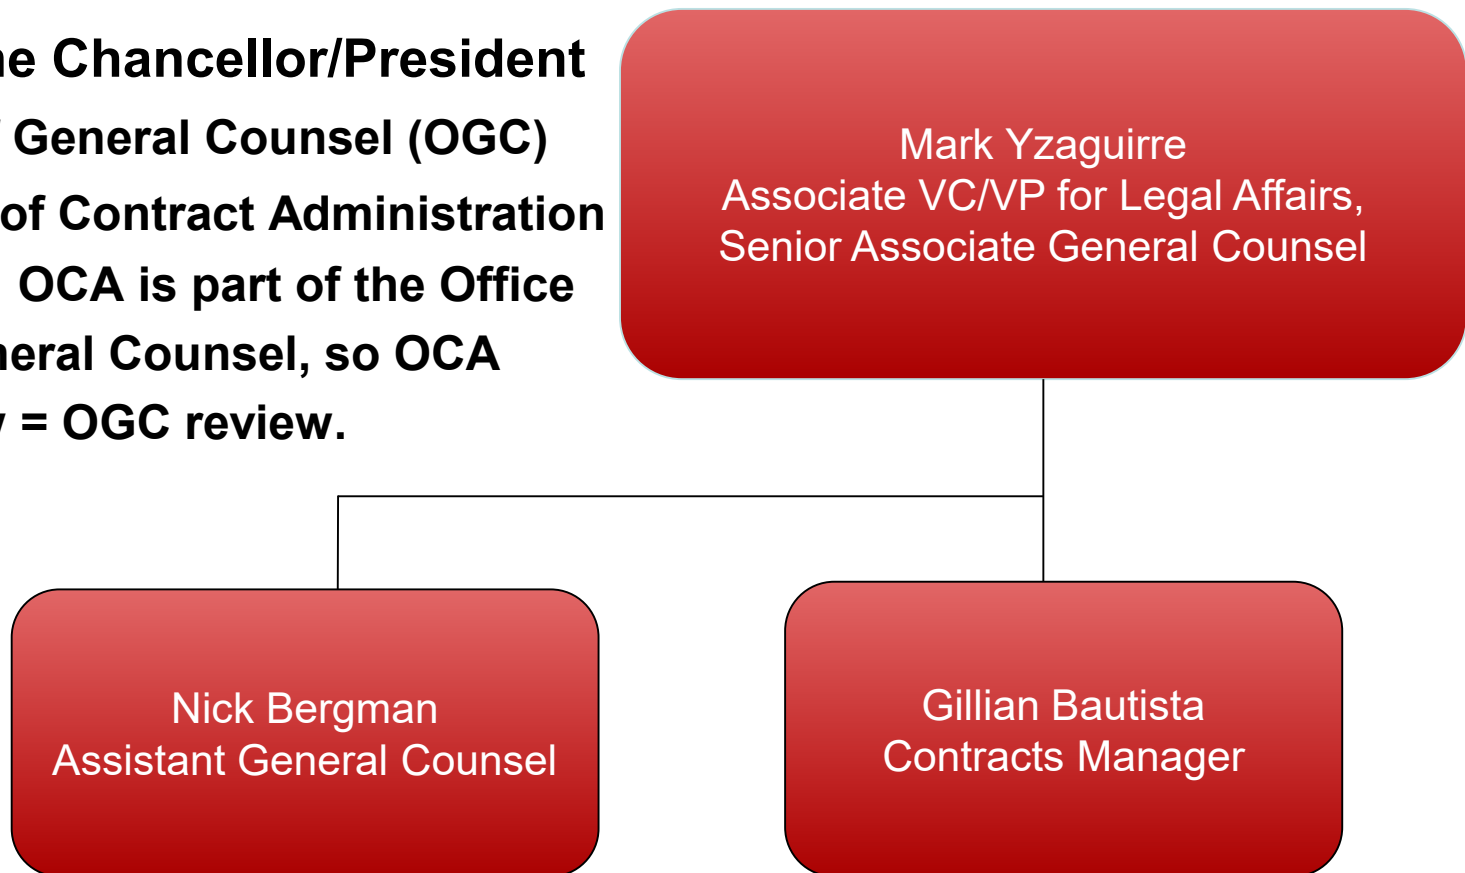 ne Chancellor/President
General Counsel (OGC)
of Contract Administration
OCA is part of the Office
neral Counsel, so OCA
= OGC review.
Mark Yzaguirre
Associate VC/VP for Legal Affairs,
Senior Associate General Counsel
Nick Bergman
Assistant General Counsel
Gillian Bautista
Contracts Manager